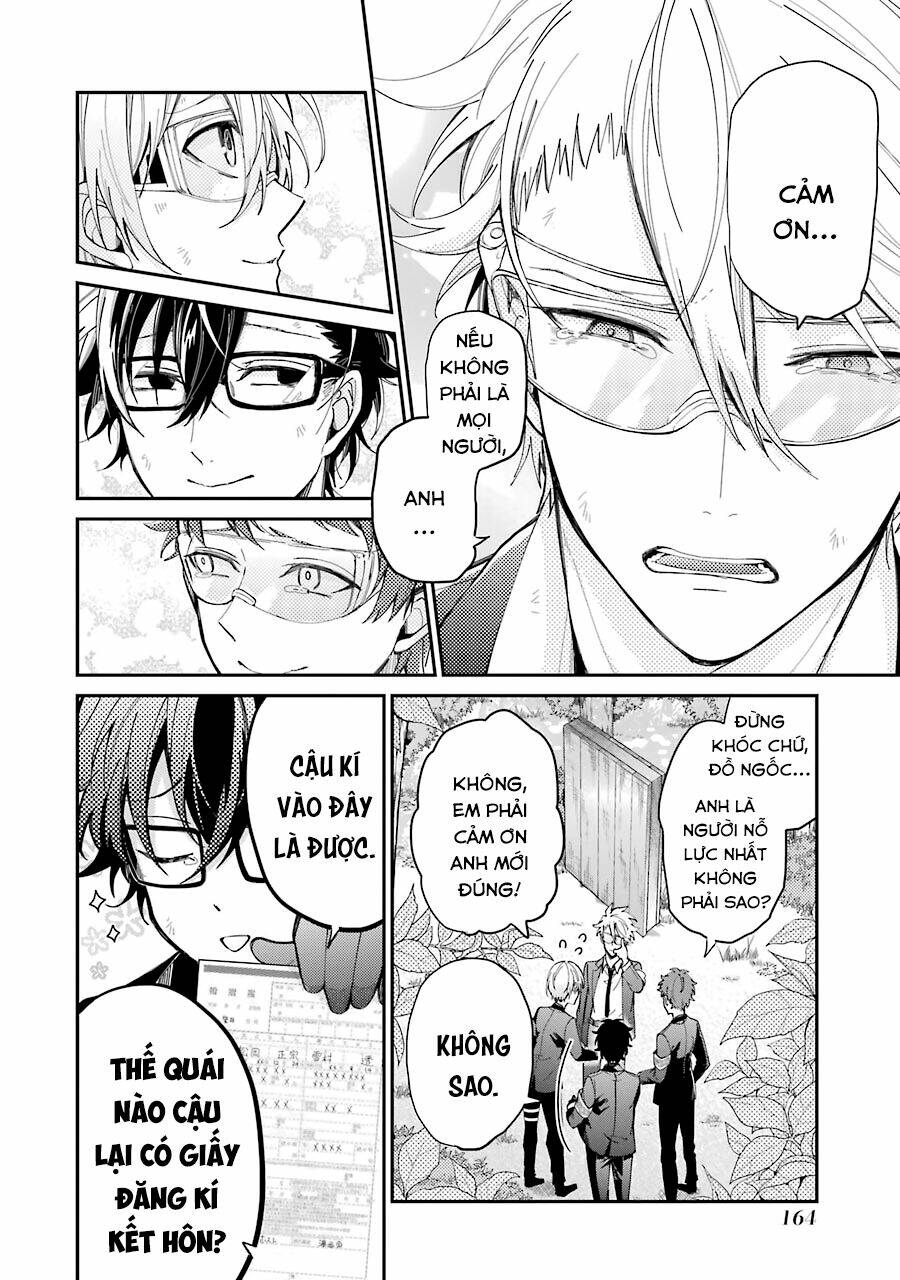 CẢM
ƠN...
NẾU
KHÔNG
PHẢI LÀ
MỌI
NGƯỜI,
ANH
...
ĐỪNG
KHÓC CHỨ,
ĐỒ NGỐC...
ANH LÀ
NGƯỜI NỖ
LỰC NHẤT
KHÔNG
PHẢI SAO?
KHÔNG,
EM PHẢI
CẢM ƠN
ANH MỚI
ĐÚNG!
KHÔNG
SAO.
CẬU KÍ
VÀO ĐÂY
LÀ ĐƯỢC.
THẾ QUÁI
NÀO CẬU
LẠI CÓ GIẤY
ĐĂNG KÍ
KẾT HÔN?
164